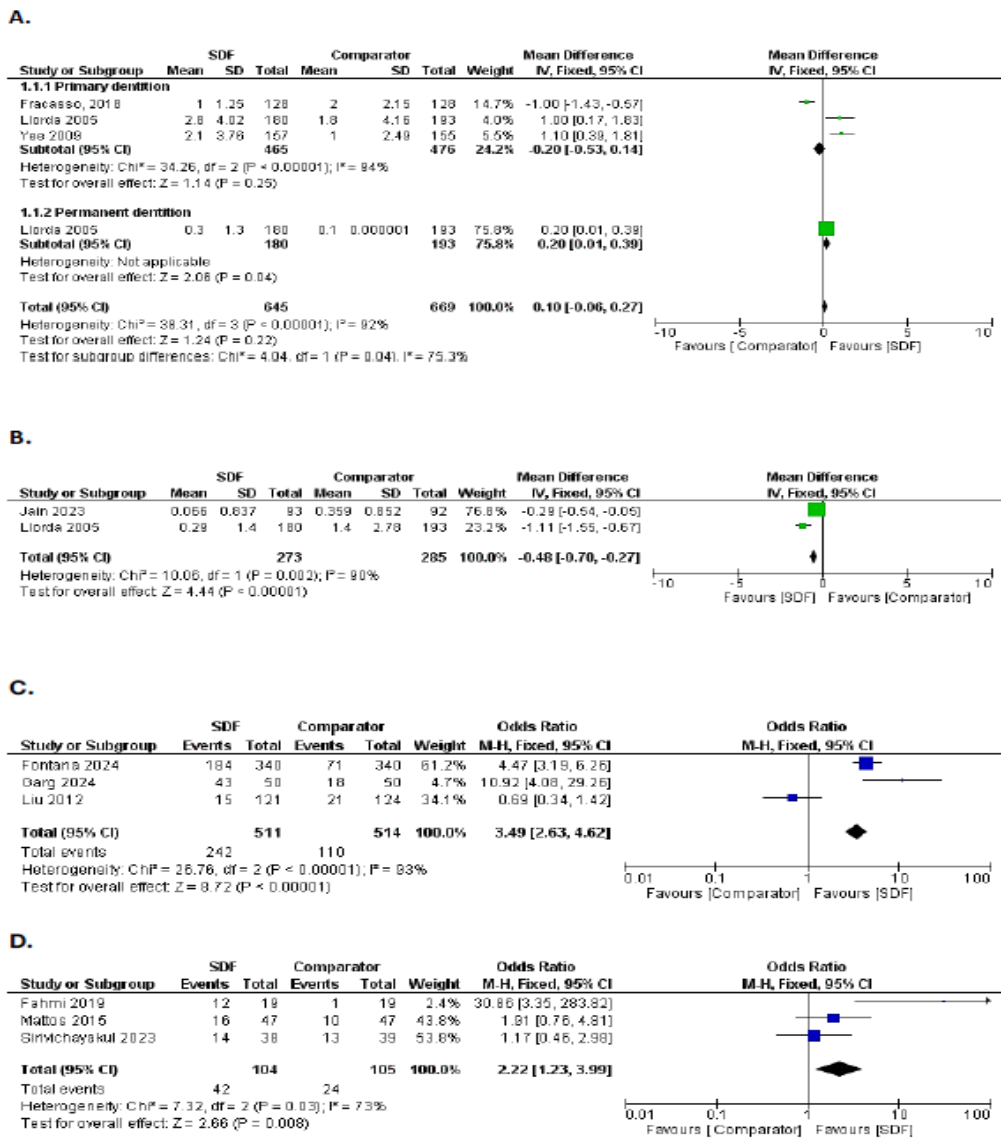 A.
SDF Comparator Mean Difference Mean Difference
Study or Subgroup Mean SD Total Mean SD Total Weight IV, Fixed, 95% CI IV, Fixed, 95% CI
1.1.1 Primary dentition
Fracasso, 2018 1 1.25 128 2 2.15 128 14.7% -1.00 [-1.43, -0.57]
Llorda 2005 2.8 4.02 180 1.8 4.16 193 4.0% 1.00 [0.17, 1.83]
Yee 2009 2.1 3.76 157 1 2.49 155 5.5% 1.10 [0.39, 1.81]
Subtotal (95% CI) 465 476 24.2% -0.20 [-0.53, 0.14]
Heterogeneity: Chi² = 34.26, df = 2 (P < 0.00001); I² = 94%
Test for overall effect: Z = 1.14 (P = 0.25)
1.1.2 Permanent dentition
Llorda 2005 0.3 1.3 180 0.1 0.000001 193 75.8% 0.20 [0.01, 0.39]
Subtotal (95% CI) 180 193 75.8% 0.20 [0.01, 0.39]
Heterogeneity: Not applicable
Test for overall effect: Z = 2.06 (P = 0.04)
Total (95% CI) 645 669 100.0% 0.10 [-0.06, 0.27]
Heterogeneity: Chi² = 38.31, df = 3 (P < 0.00001); I² = 92%
Test for overall effect: Z = 1.24 (P = 0.22)
Test for subgroup differences: Chi² = 4.04, df = 1 (P = 0.04), I² = 75.3%
-10 -5 0 5 10
Favours [Comparator] Favours [SDF]
B.
SDF Comparator Mean Difference Mean Difference
Study or Subgroup Mean SD Total Mean SD Total Weight IV, Fixed, 95% CI IV, Fixed, 95% CI
Jain 2023 0.066 0.837 93 0.359 0.852 92 76.8% -0.29 [-0.54, -0.05]
Llorda 2005 0.29 1.4 180 1.4 2.78 193 23.2% -1.11 [-1.55, -0.67]
Total (95% CI) 273 285 100.0% -0.48 [-0.70, -0.27]
Heterogeneity: Chi² = 10.06, df = 1 (P = 0.002); I² = 90%
Test for overall effect: Z = 4.44 (P < 0.00001)
-10 -5 0 5 10
Favours [SDF] Favours [Comparator]
C.
SDF Comparator Odds Ratio Odds Ratio
Study or Subgroup Events Total Events Total Weight M-H, Fixed, 95% CI M-H, Fixed, 95% CI
Fontana 2024 184 340 71 340 61.2% 4.47 [3.19, 6.26]
Garg 2024 43 50 18 50 4.7% 10.92 [4.08, 29.26]
Liu 2012 15 121 21 124 34.1% 0.69 [0.34, 1.42]
Total (95% CI) 511 514 100.0% 3.49 [2.63, 4.62]
Total events 242 110
Heterogeneity: Chi² = 26.76, df = 2 (P < 0.00001); I² = 93%
Test for overall effect: Z = 8.72 (P < 0.00001)
0.01 0.1 1 10 100
Favours [Comparator] Favours [SDF]
D.
SDF Comparator Odds Ratio Odds Ratio
Study or Subgroup Events Total Events Total Weight M-H, Fixed, 95% CI M-H, Fixed, 95% CI
Fahmi 2019 12 19 1 19 2.4% 30.86 [3.35, 283.82]
Mattos 2015 16 47 10 47 43.8% 1.91 [0.76, 4.81]
Sirivichayakul 2023 14 38 13 39 53.8% 1.17 [0.46, 2.98]
Total (95% CI) 104 105 100.0% 2.22 [1.23, 3.99]
Total events 42 24
Heterogeneity: Chi² = 7.32, df = 2 (P = 0.03); I² = 73%
Test for overall effect: Z = 2.66 (P = 0.008)
0.01 0.1 1 10 100
Favours [Comparator] Favours [SDF]